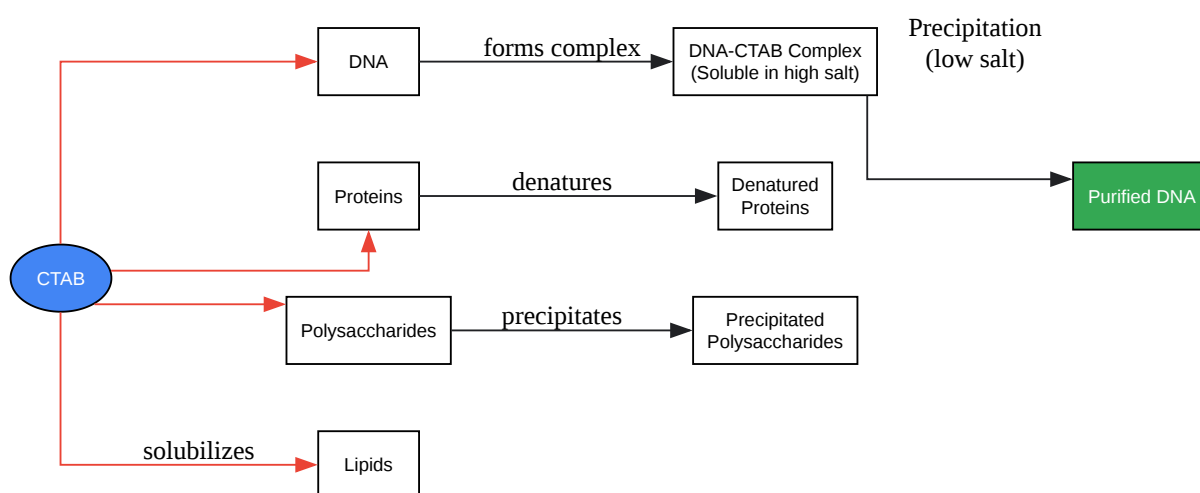 DNA
forms complex
DNA-CTAB Complex
(Soluble in high salt)
Precipitation
(low salt)
Proteins
denatures
Denatured
Proteins
Purified DNA
CTAB
Polysaccharides
precipitates
Precipitated
Polysaccharides
solubilizes
Lipids